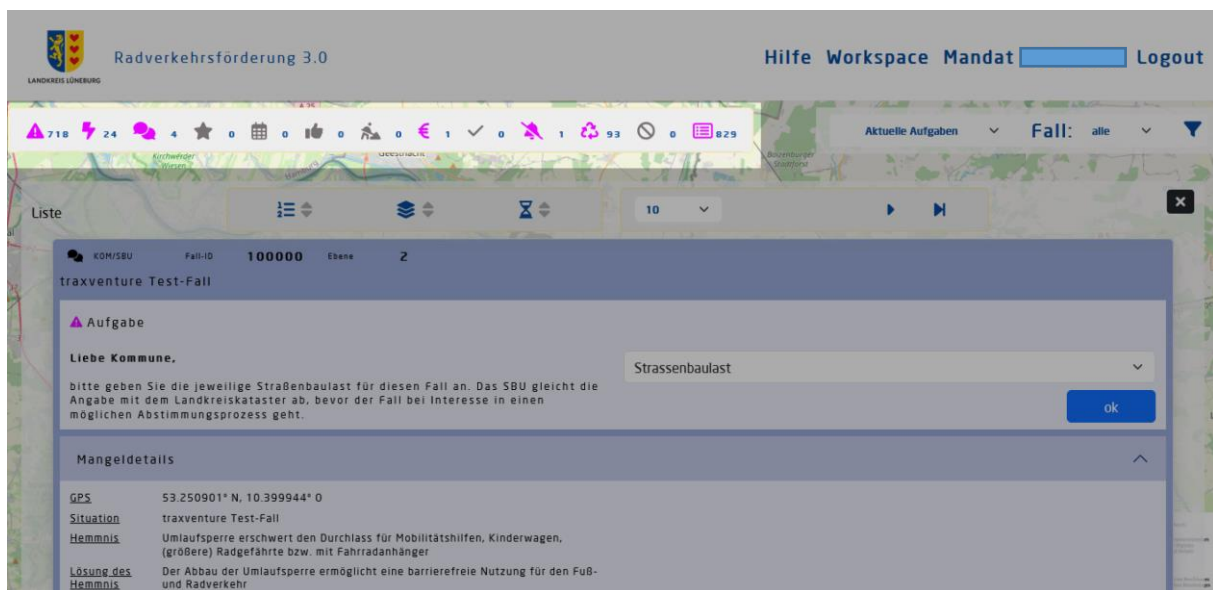 Radverkehrsförderung 3.0
Hilfe Workspace Mandat Logout
LANDKREIS LÜNEBURG
718 24 4 0 0 0 0 1 0 1 93 0 829
Aktuelle Aufgaben Fall: alle
Kirchwerder
Wiesen
Geesthacht
Liste 10
KOM/SBU Fall-ID 100000 Ebene 2
traxventure Test-Fall
Aufgabe
Liebe Kommune,
Strassenbaulast
bitte geben Sie die jeweilige Straßenbaulast für diesen Fall an. Das SBU gleicht die
Angabe mit dem Landkreiskataster ab, bevor der Fall bei Interesse in einen
möglichen Abstimmungsprozess geht.
ok
Mangeldetails
GPS 53.250901° N, 10.399944° O
Situation traxventure Test-Fall
Hemmnis Umlaufsperre erschwert den Durchlass für Mobilitätshilfen, Kinderwagen,
(größere) Radgefährte bzw. mit Fahrradanhänger
Lösung des Der Abbau der Umlaufsperre ermöglicht eine barrierefreie Nutzung für den Fuß-
Hemmnis und Radverkehr